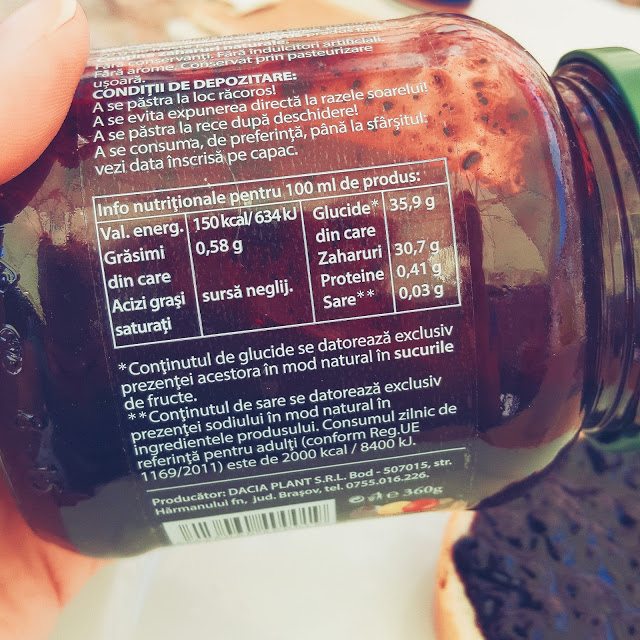 Fără conservanți. Fără îndulcitori artificiali.
Fără arome. Conservat prin pasteurizare
ușoara.
CONDIȚII DE DEPOZITARE:
A se păstra la loc răcoros!
A se evita expunerea directă la razele soarelui!
A se păstra la rece după deschidere!
A se consuma, de preferință, până la sfârșitul:
vezi data înscrisă pe capac.
Info nutriționale pentru 100 ml de produs:
Val. energ. 150 kcal/ 634 kJ Glucide* 35,9 g
Grăsimi 0,58 g din care
din care Zaharuri 30,7 g
Acizi grași sursă neglij. Proteine 0,41 g
saturați Sare** 0,03 g
*Conținutul de glucide se datorează exclusiv
prezenței acestora în mod natural în sucurile
de fructe.
**Conținutul de sare se datorează exclusiv
prezenței sodiului în mod natural în
ingredientele produsului. Consumul zilnic de
referință pentru adulți (conform Reg.UE
1169/2011) este de 2000 kcal / 8400 kJ.
Producător: DACIA PLANT S.R.L. Bod - 507015, str.
Hărmanului fn, jud. Brașov, tel. 0755.016.226.
℮ 360g